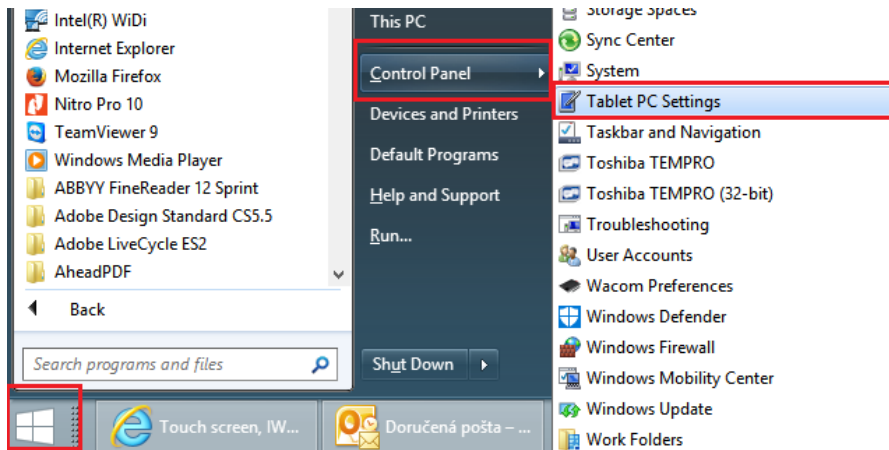 Intel(R) WiDi
Internet Explorer
Mozilla Firefox
Nitro Pro 10
TeamViewer 9
Windows Media Player
ABBYY FineReader 12 Sprint
Adobe Design Standard CS5.5
Adobe LiveCycle ES2
AheadPDF
Back
Search programs and files
This PC
Control Panel
Devices and Printers
Default Programs
Help and Support
Run...
Shut Down
Storage Spaces
Sync Center
System
Tablet PC Settings
Taskbar and Navigation
Toshiba TEMPRO
Toshiba TEMPRO (32-bit)
Troubleshooting
User Accounts
Wacom Preferences
Windows Defender
Windows Firewall
Windows Mobility Center
Windows Update
Work Folders
Touch screen, IW...
Doručená pošta – ...